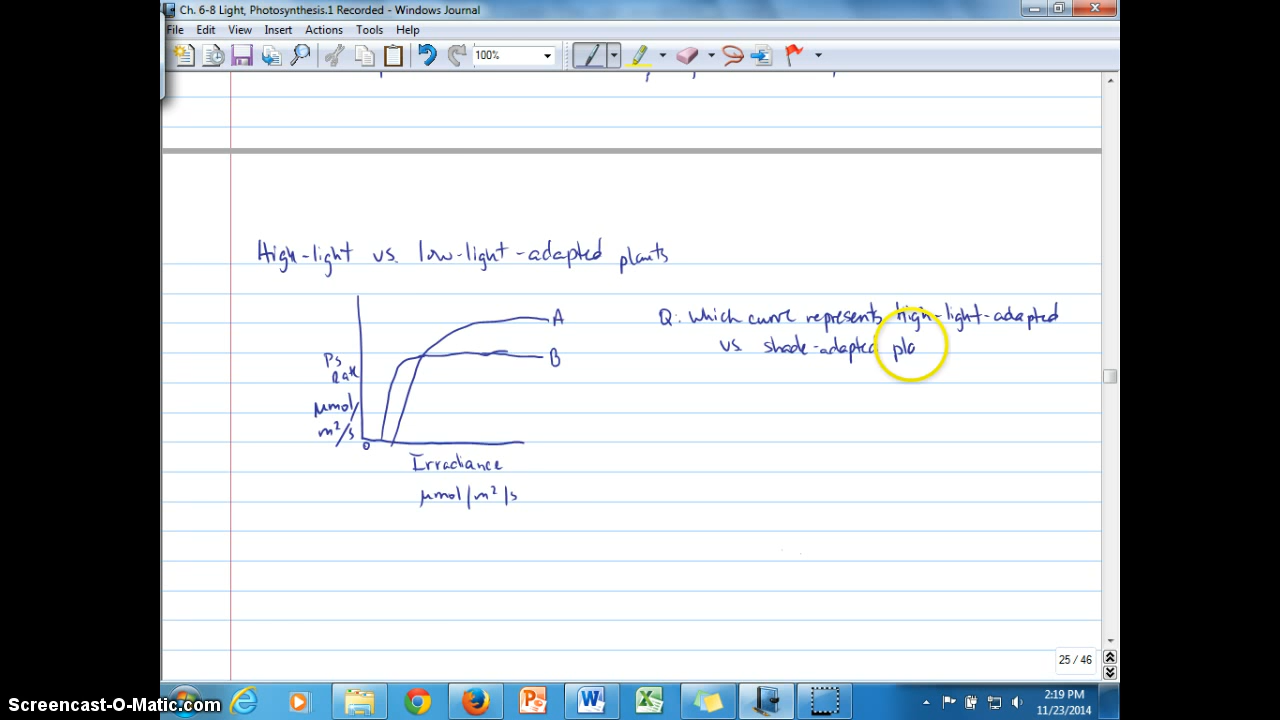 Ch. 6-8 Light, Photosynthesis.1 Recorded - Windows Journal
File Edit View Insert Actions Tools Help
100%
High-light vs. low-light-adapted plants
A
B
Ps
Rate
μmol/
m²/s
0
Irradiance
μmol/m²/s
Q: Which curve represents high-light-adapted
vs shade-adapted pla
25 / 46
2:19 PM
11/23/2014
Screencast-O-Matic.com